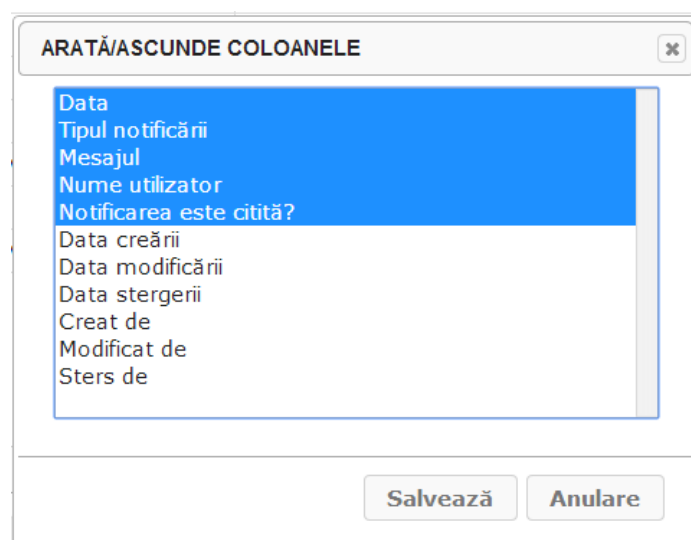 ARATĂ/ASCUNDE COLOANELE
Data
Tipul notificării
Mesajul
Nume utilizator
Notificarea este citită?
Data creării
Data modificării
Data stergerii
Creat de
Modificat de
Sters de
Salvează Anulare